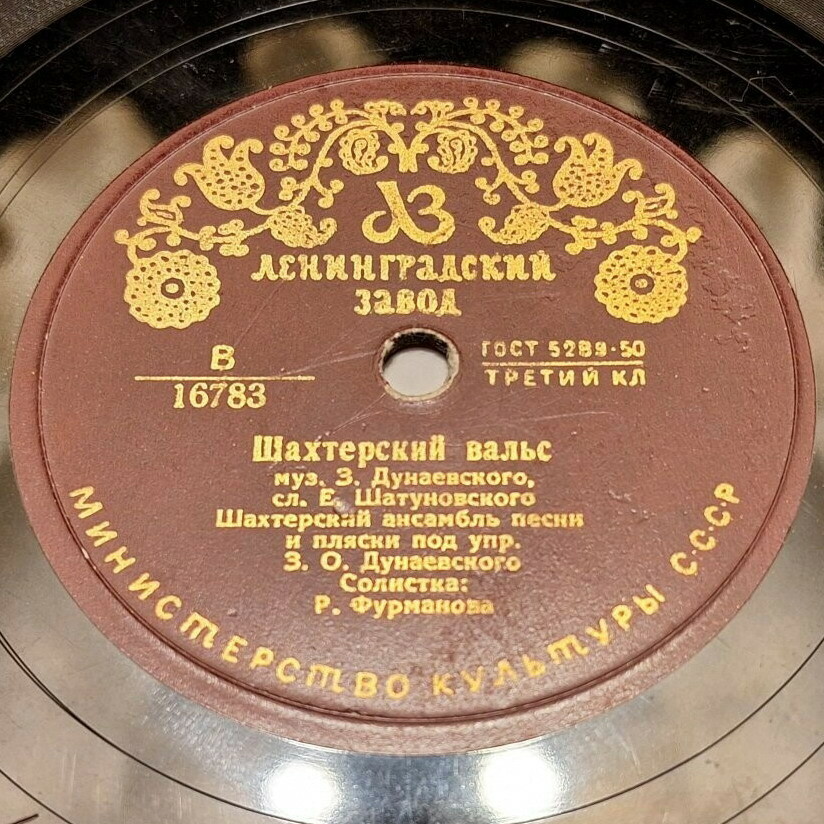 ЛЗ
ЛЕНИНГРАДСКИЙ
ЗАВОД
В
16783
ГОСТ 5289-50
ТРЕТИЙ КЛ
Шахтерский вальс
муз. З. Дунаевского,
сл. Е. Шатуновского
Шахтерский ансамбль песни
и пляски под упр.
З. О. Дунаевского
Солистка:
Р. Фурманова
МИНИСТЕРСТВО КУЛЬТУРЫ С·С·С·Р